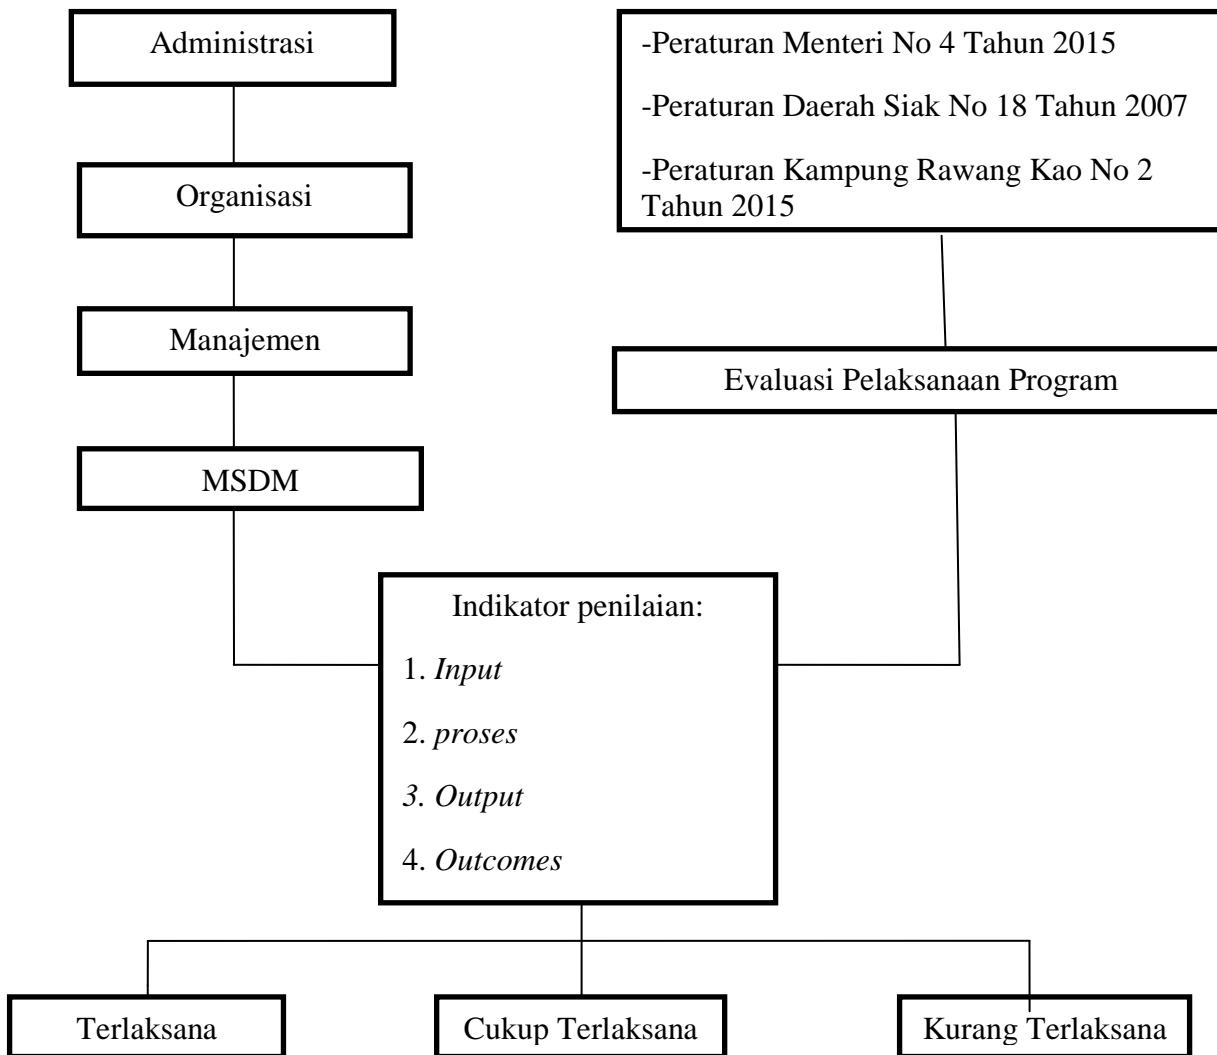 Administrasi
Organisasi
Manajemen
MSDM
-Peraturan Menteri No 4 Tahun 2015
-Peraturan Daerah Siak No 18 Tahun 2007
-Peraturan Kampung Rawang Kao No 2
Tahun 2015
Evaluasi Pelaksanaan Program
Indikator penilaian:
1. Input
2. proses
3. Output
4. Outcomes
Terlaksana
Cukup Terlaksana
Kurang Terlaksana